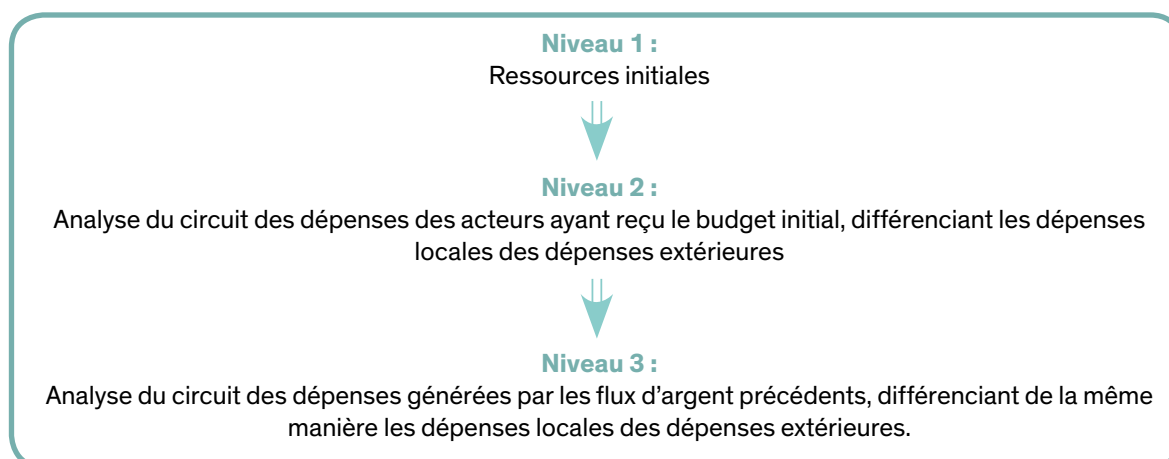 Niveau 1 :
Ressources initiales
Niveau 2 :
Analyse du circuit des dépenses des acteurs ayant reçu le budget initial, différenciant les dépenses
locales des dépenses extérieures
Niveau 3 :
Analyse du circuit des dépenses générées par les flux d’argent précédents, différenciant de la même
manière les dépenses locales des dépenses extérieures.